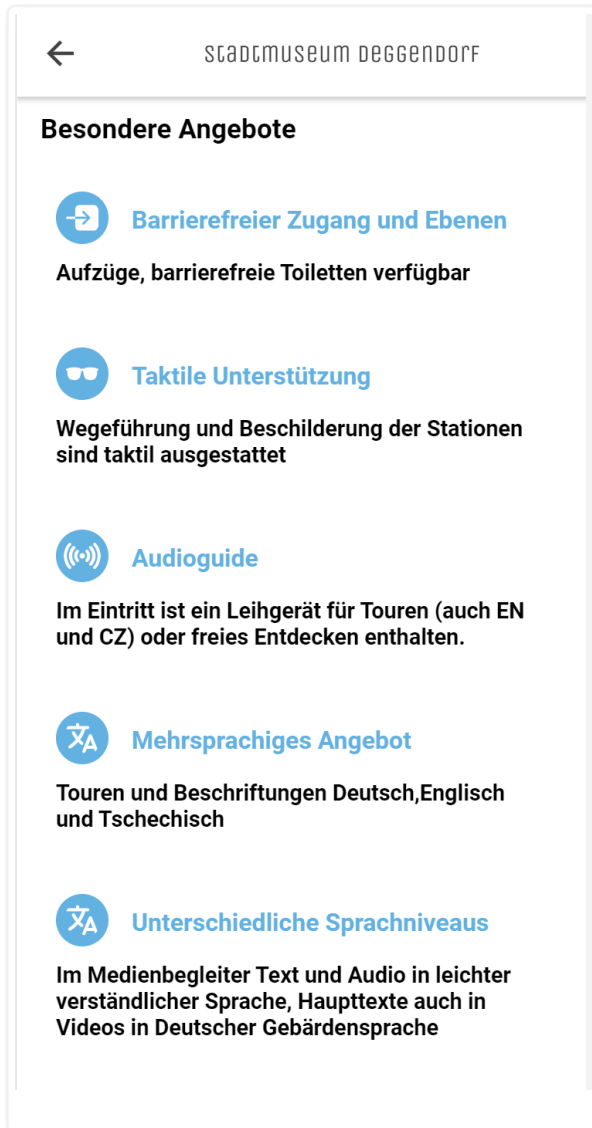 Stadtmuseum Deggendorf
Besondere Angebote
Barrierefreier Zugang und Ebenen
Aufzüge, barrierefreie Toiletten verfügbar
Taktile Unterstützung
Wegeführung und Beschilderung der Stationen
sind taktil ausgestattet
Audioguide
Im Eintritt ist ein Leihgerät für Touren (auch EN
und CZ) oder freies Entdecken enthalten.
Mehrsprachiges Angebot
Touren und Beschriftungen Deutsch,Englisch
und Tschechisch
Unterschiedliche Sprachniveaus
Im Medienbegleiter Text und Audio in leichter
verständlicher Sprache, Haupttexte auch in
Videos in Deutscher Gebärdensprache